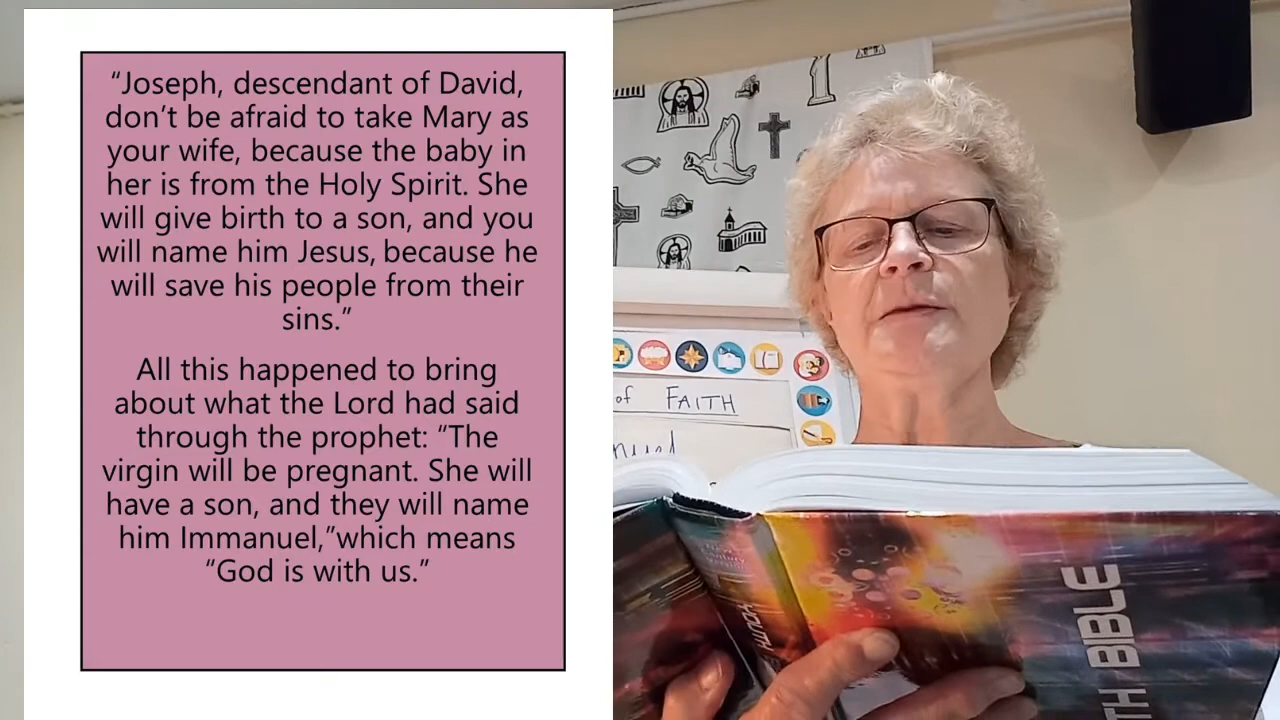 “Joseph, descendant of David,
don’t be afraid to take Mary as
your wife, because the baby in
her is from the Holy Spirit. She
will give birth to a son, and you
will name him Jesus, because he
will save his people from their
sins.”
All this happened to bring
about what the Lord had said
through the prophet: “The
virgin will be pregnant. She will
have a son, and they will name
him Immanuel,”which means
“God is with us.”
of FAITH
YOUTH
TH BIBLE